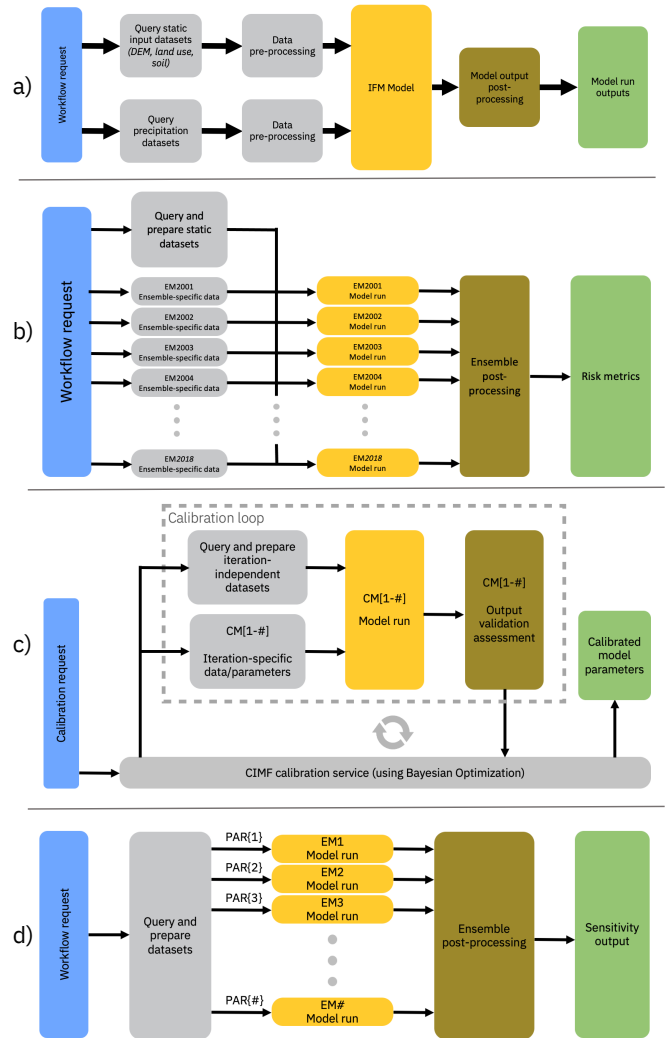 a)
Workflow request
Query static
input datasets
(DEM, land use,
soil)
Data
pre-processing
Query
precipitation
datasets
Data
pre-processing
IFM Model
Model output
post-
processing
Model run
outputs
b)
Workflow request
Query and
prepare static
datasets
EM2001
Ensemble-specific data
EM2001
Model run
EM2002
Ensemble-specific data
EM2002
Model run
EM2003
Ensemble-specific data
EM2003
Model run
EM2004
Ensemble-specific data
EM2004
Model run
EM2018
Ensemble-specific data
EM2018
Model run
Ensemble
post-
processing
Risk metrics
c)
Calibration request
Calibration loop
Query and prepare
iteration-
independent
datasets
CM[1-#]
Iteration-specific
data/parameters
CM[1-#]
Model run
CM[1-#]
Output
validation
assessment
Calibrated
model
parameters
CIMF calibration service (using Bayesian Optimization)
d)
Workflow request
Query and
prepare
datasets
PAR{1}
EM1
Model run
PAR{2}
EM2
Model run
PAR{3}
EM3
Model run
PAR{#}
EM#
Model run
Ensemble
post-processing
Sensitivity
output